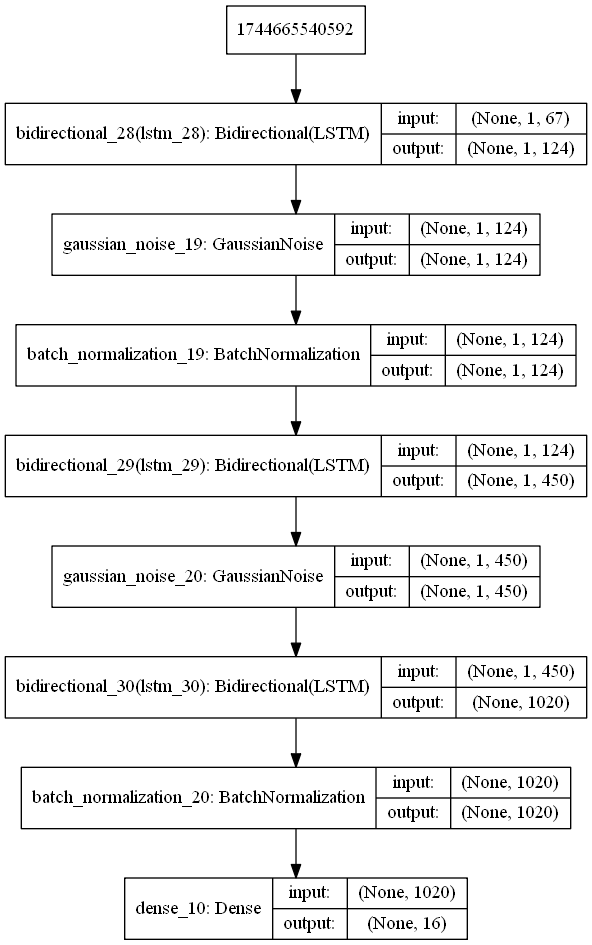 1744665540592
bidirectional_28(lstm_28): Bidirectional(LSTM)
input: (None, 1, 67)
output: (None, 1, 124)
gaussian_noise_19: GaussianNoise
input: (None, 1, 124)
output: (None, 1, 124)
batch_normalization_19: BatchNormalization
input: (None, 1, 124)
output: (None, 1, 124)
bidirectional_29(lstm_29): Bidirectional(LSTM)
input: (None, 1, 124)
output: (None, 1, 450)
gaussian_noise_20: GaussianNoise
input: (None, 1, 450)
output: (None, 1, 450)
bidirectional_30(lstm_30): Bidirectional(LSTM)
input: (None, 1, 450)
output: (None, 1020)
batch_normalization_20: BatchNormalization
input: (None, 1020)
output: (None, 1020)
dense_10: Dense
input: (None, 1020)
output: (None, 16)